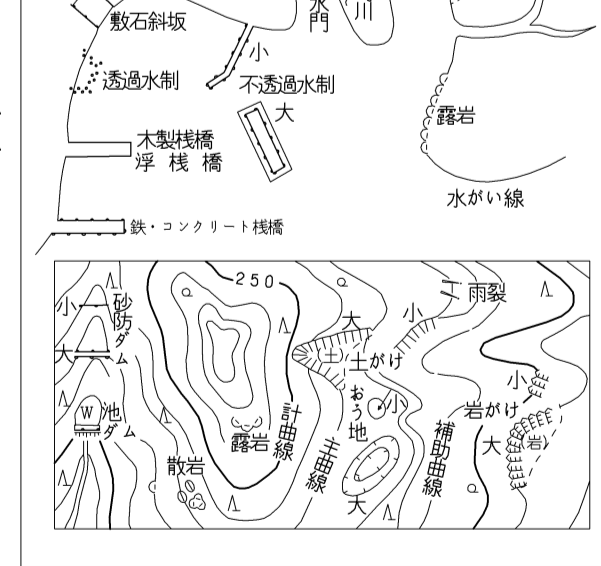 敷石斜坂
水門
川
小
透過水制
不透過水制
大
露岩
木製桟橋
浮桟橋
水がい線
鉄・コンクリート桟橋
250
雨裂
小
砂防ダム
大
大
小
(土)
土がけ
おう地
小
大
小
岩がけ
大
(岩)
W
池
ダム
計曲線
主曲線
補助曲線
露岩
散岩